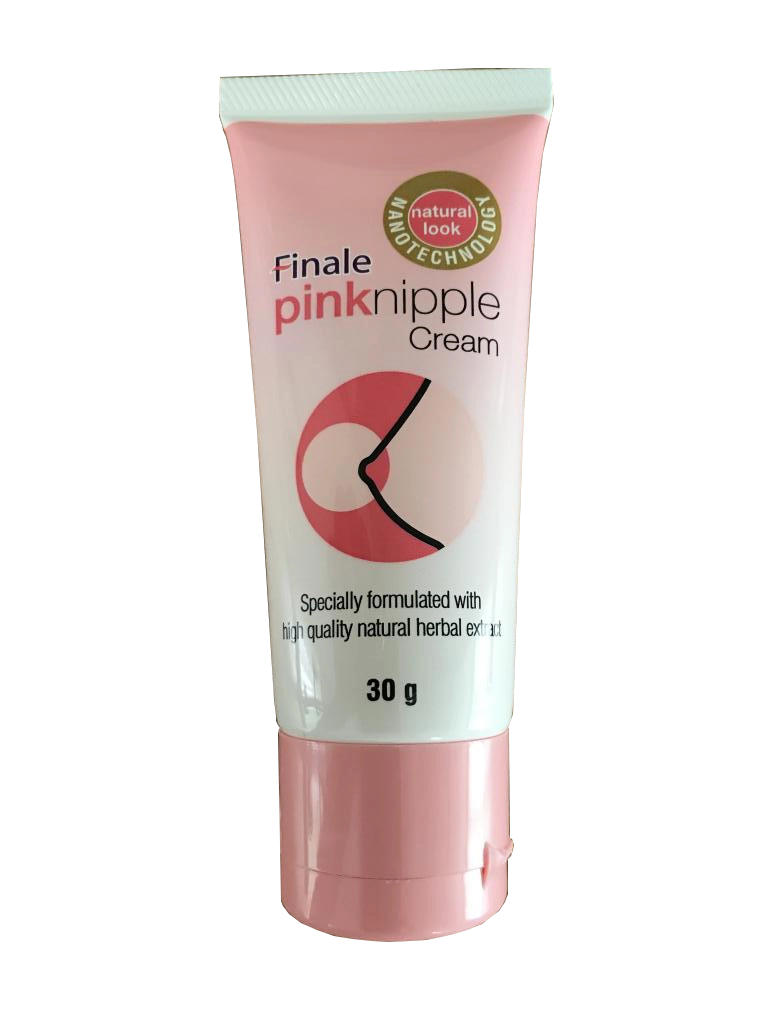 natural
look
NANOTECHNOLOGY
Finale
pinknipple
Cream
Specially formulated with
high quality natural herbal extract
30 g